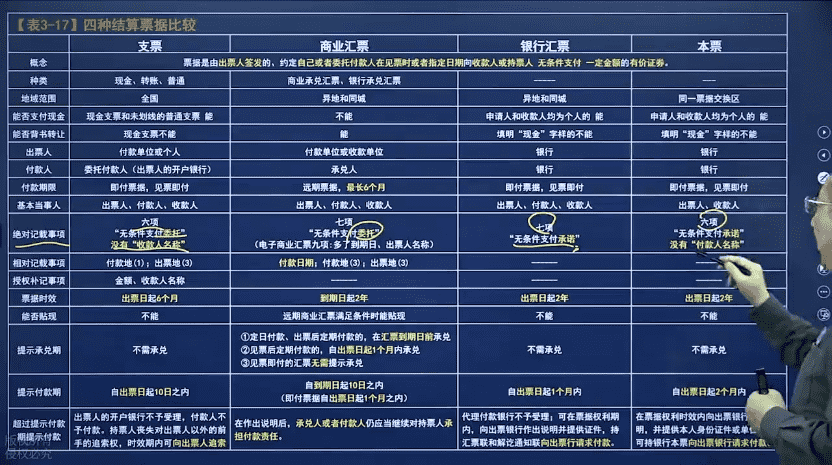 【表3-17】四种结算票据比较
支票 商业汇票 银行汇票 本票
概念 票据是由出票人签发的、约定自己或者委托付款人在见票时或者指定日期向收款人或持票人 无条件支付 一定金额的有价证券。
种类 现金、转账、普通 商业承兑汇票、银行承兑汇票 ----- ---
地域范围 全国 异地和同城 异地和同城 同一票据交换区
能否支付现金 现金支票和未划线的普通支票 能 不能 申请人和收款人均为个人的 能 申请人和收款人均为个人的 能
能否背书转让 现金支票不能 能 填明“现金”字样的不能 填明“现金”字样的不能
出票人 付款单位或个人 付款单位或收款单位 银行 银行
付款人 委托付款人（出票人的开户银行） 承兑人 银行 银行
付款期限 即付票据，见票即付 远期票据，最长6个月 即付票据，见票即付 即付票据，见票即付
基本当事人 出票人、付款人、收款人 出票人、付款人、收款人 出票人、付款人、收款人 出票人、收款人
绝对记载事项 六项 七项 七项 六项
“无条件支付委托” “无条件支付委托” “无条件支付承诺” “无条件支付承诺”
没有“收款人名称” （电子商业汇票九项:多了到期日、出票人名称） 没有“付款人名称”
相对记载事项 付款地(1)；出票地(3) 付款日期；付款地(3)；出票地(3) -----
授权补记事项 金额、收款人名称 ----- -----
票据时效 出票日起6个月 到期日起2年 出票日起2年 出票日起2年
能否贴现 不能 远期商业汇票满足条件时能贴现 不能 不能
提示承兑期 不需承兑 ①定日付款、出票后定期付款的，在汇票到期日前承兑 不需承兑 不需承兑
②见票后定期付款的，自出票日起1个月内承兑
③见票即付的汇票无需提示承兑
提示付款期 自出票日起10日之内 自到期日起10日之内 自出票日起1个月内 自出票日起2个月内
（即付票据自出票日起1个月之内）
超过提示付款期提示付款 出票人的开户银行不予受理，付款人不予付款。持票人丧失对出票人以外的前手的追索权，时效期内可向出票人追索 在作出说明后，承兑人或者付款人仍应当继续对持票人承担付款责任。 代理付款银行不予受理；可在票据权利期内，向出票银行作出说明并提供证件，持汇票联和解讫通知联向出票银行请求付款。 在票据权利时效内向出票银行 明，并提供本人身份证件或单位 可持银行本票向出票银行请求付款
版权所有
侵权必究